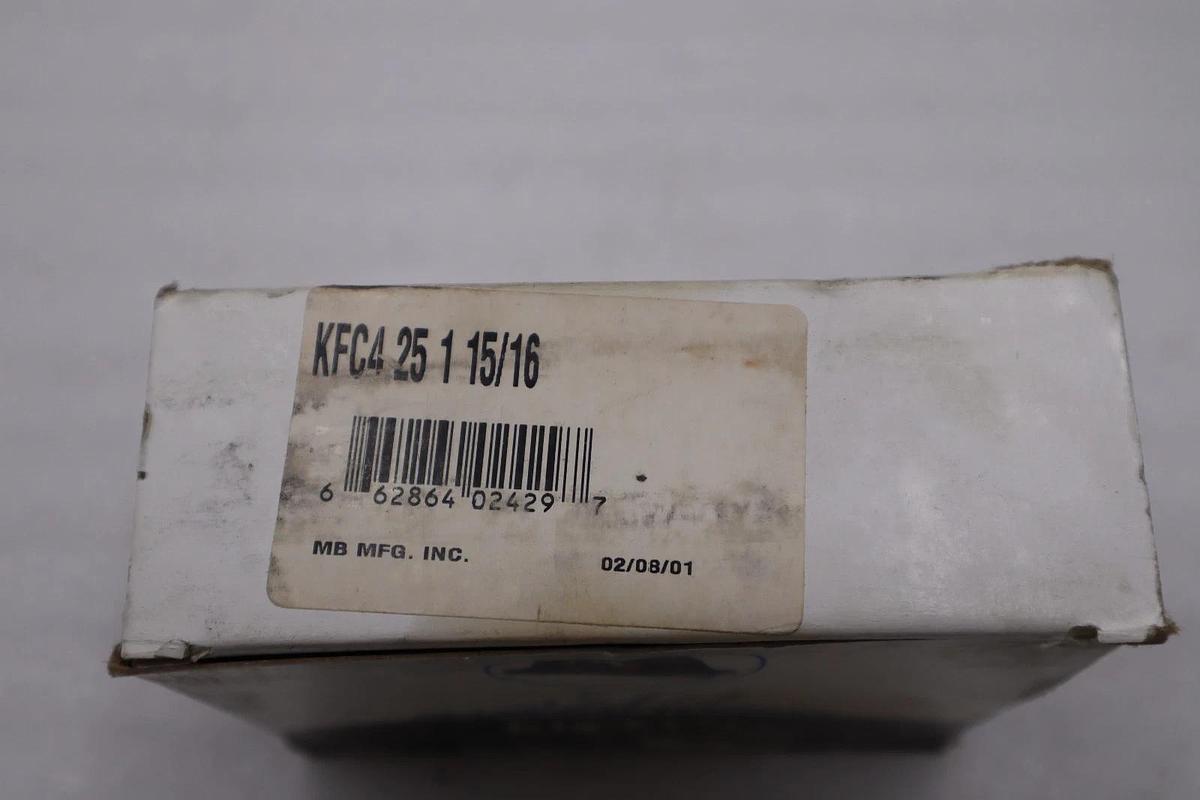 KFC4 25 1 15/16
6 62864 02429 7
MB MFG. INC. 02/08/01